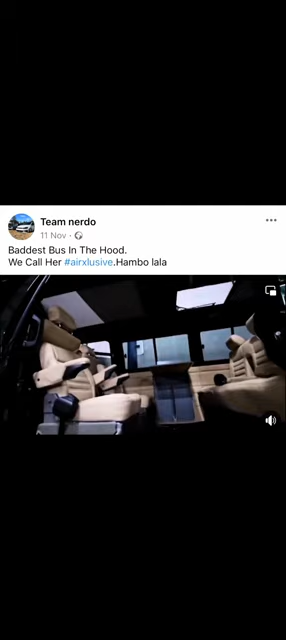 Team nerdo
11 Nov ·
Baddest Bus In The Hood.
We Call Her #airxlusive.Hambo lala